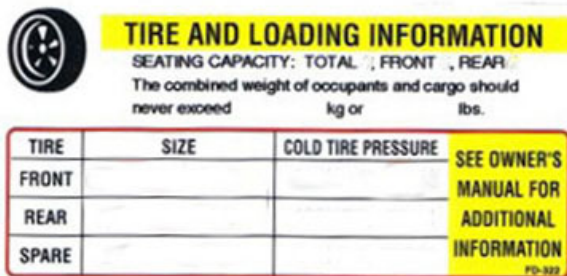 TIRE AND LOADING INFORMATION
SEATING CAPACITY: TOTAL , FRONT , REAR
The combined weight of occupants and cargo should
never exceed kg or lbs.
TIRE SIZE COLD TIRE PRESSURE SEE OWNER'S
FRONT MANUAL FOR
REAR ADDITIONAL
SPARE INFORMATION
FD-322